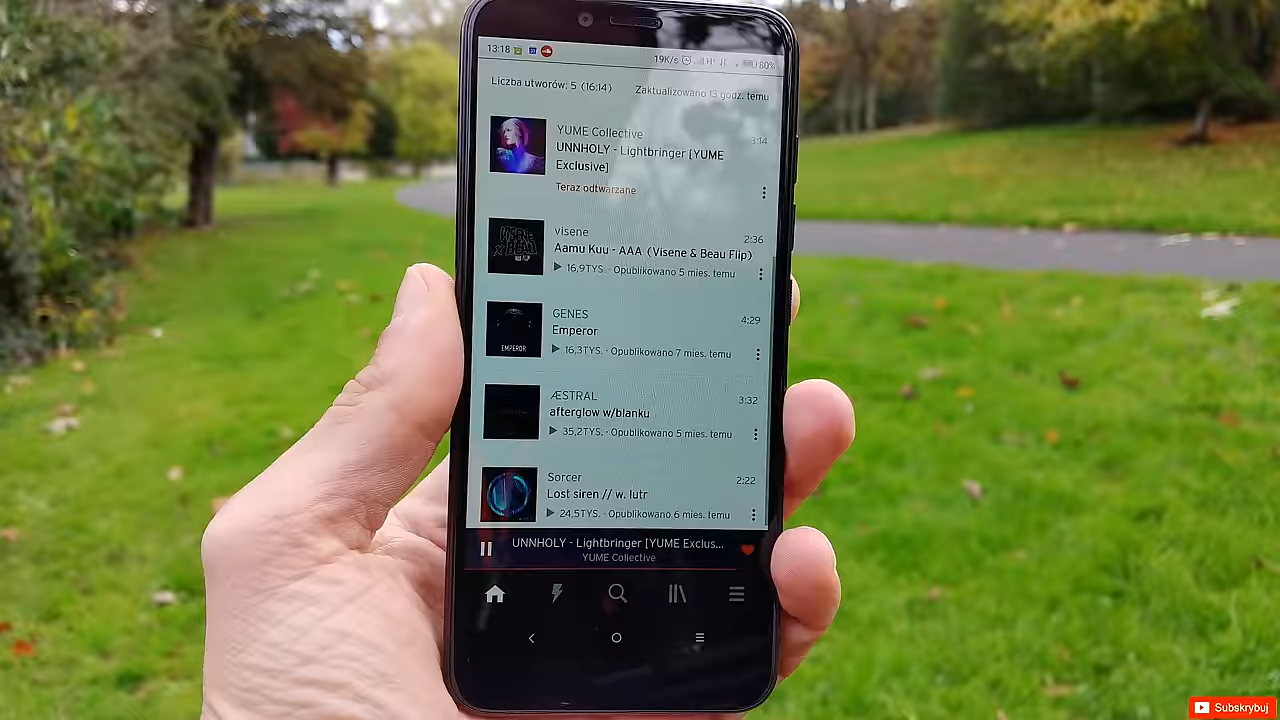 13:18
19K/s H+ 80%
Liczba utworów: 5 (16:14) Zaktualizowano 13 godz. temu
YUME Collective 3:14
UNNHOLY - Lightbringer [YUME
Exclusive]
Teraz odtwarzane
visene 2:36
Aamu Kuu - AAA (Visene & Beau Flip)
16,9TYS. · Opublikowano 5 mies. temu
GENES 4:29
Emperor
EMPEROR
16,3TYS. · Opublikowano 7 mies. temu
ÆSTRAL 3:32
afterglow w/blanku
35,2TYS. · Opublikowano 5 mies. temu
Sorcer 2:22
Lost siren // w. lutr
24,5TYS. · Opublikowano 6 mies. temu
UNNHOLY - Lightbringer [YUME Exclus...
YUME Collective
Subskrybuj